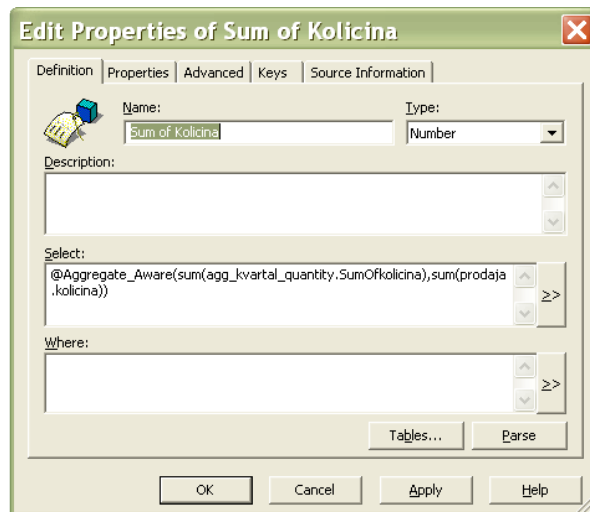 Edit Properties of Sum of Kolicina
Definition Properties Advanced Keys Source Information
Name: Type:
Sum of Kolicina Number
Description:
Select:
@Aggregate_Aware(sum(agg_kvartal_quantity.SumOfkolicina),sum(prodaja
.kolicina))
>>
Where:
>>
Tables... Parse
OK Cancel Apply Help